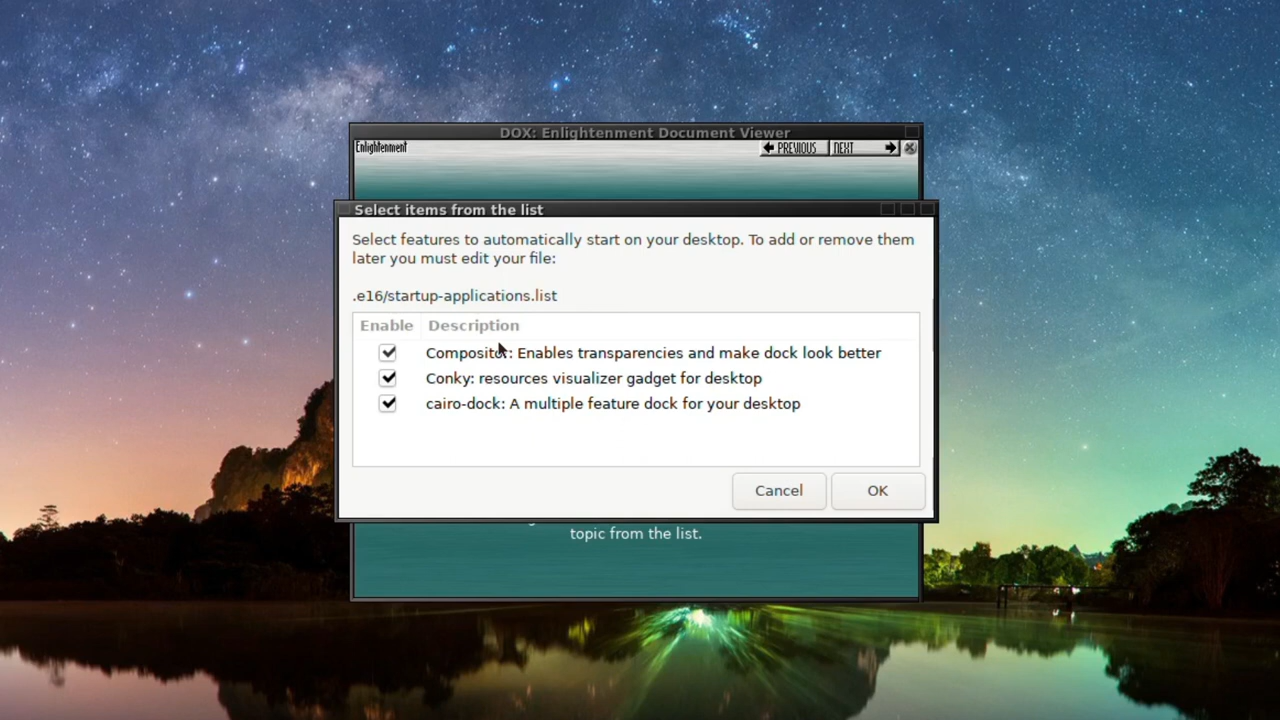 DOX: Enlightenment Document Viewer
Enlightenment
PREVIOUS
NEXT
Select items from the list
Select features to automatically start on your desktop. To add or remove them
later you must edit your file:
.e16/startup-applications.list
Enable Description
Compositor: Enables transparencies and make dock look better
Conky: resources visualizer gadget for desktop
cairo-dock: A multiple feature dock for your desktop
Cancel
OK
topic from the list.